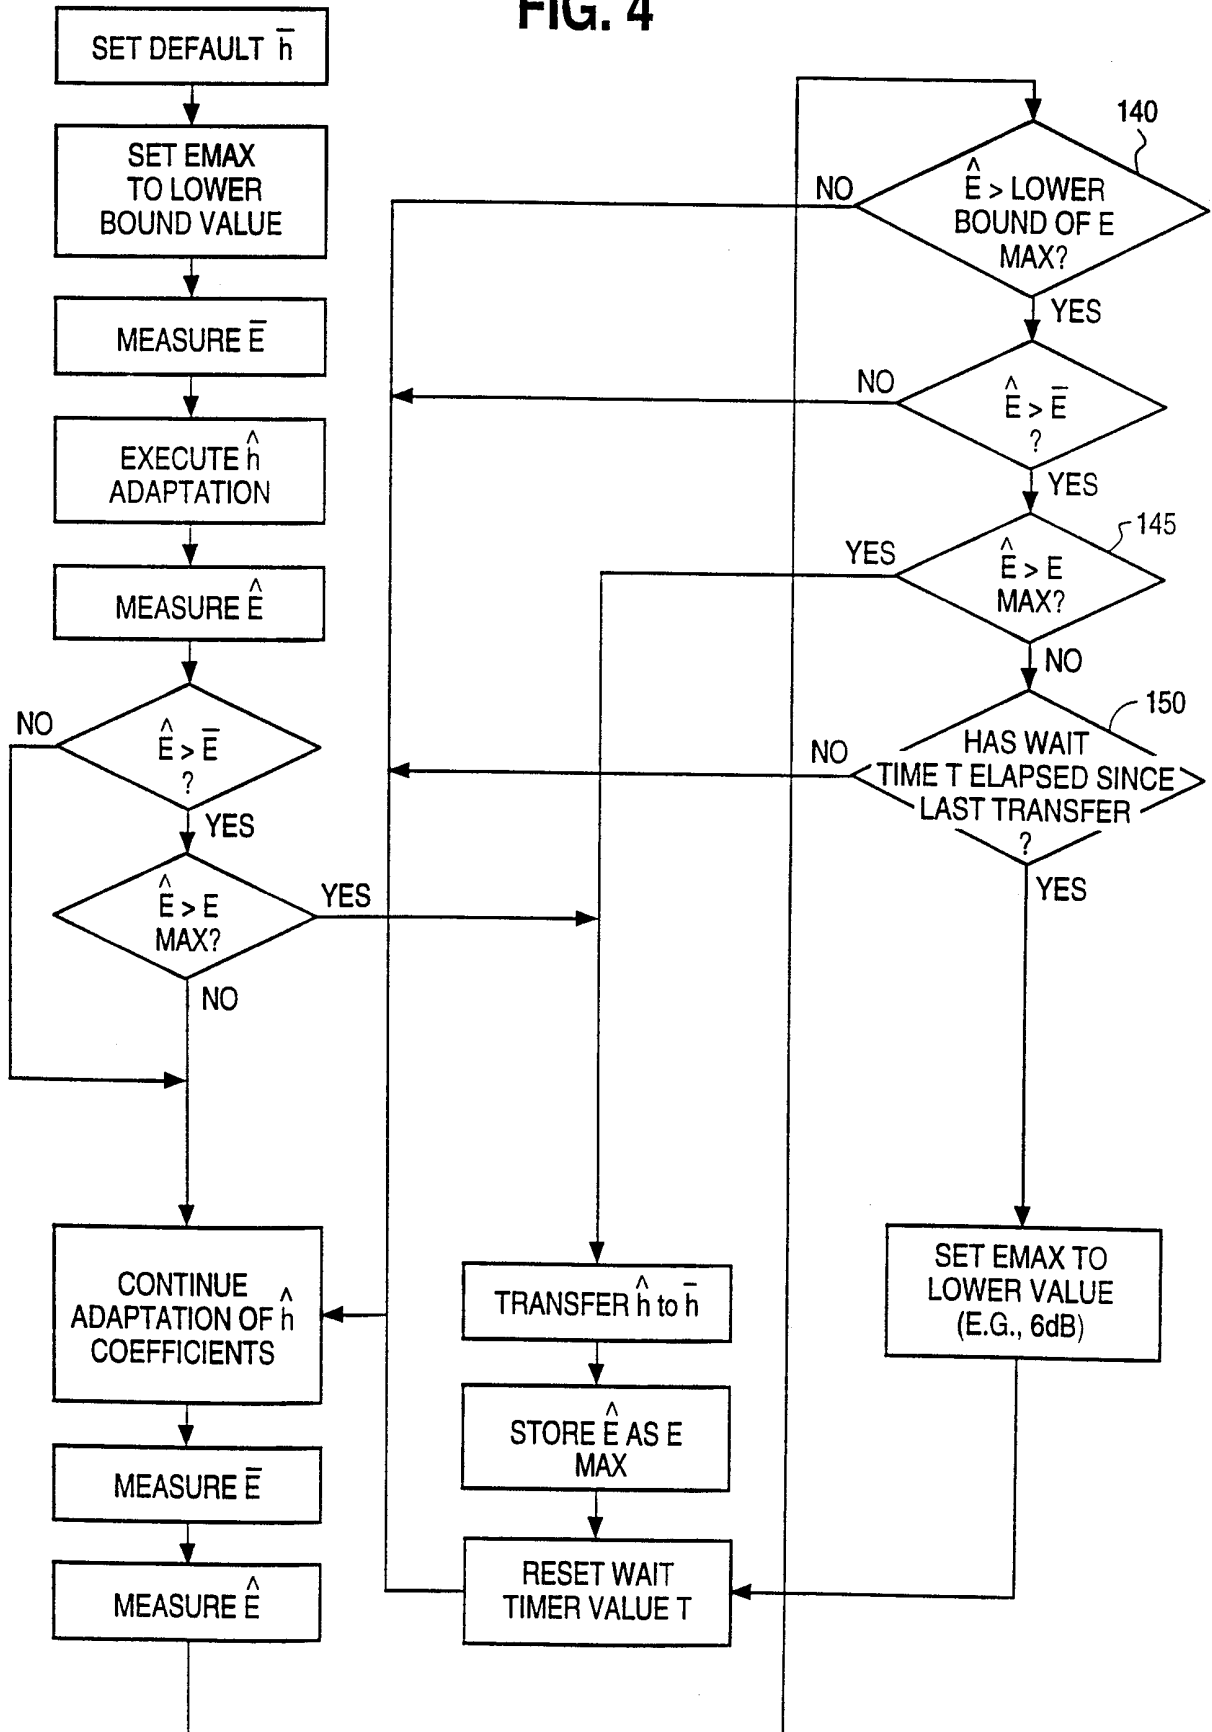 FIG. 4
SET DEFAULT h̅
SET EMAX
TO LOWER
BOUND VALUE
MEASURE E̅
EXECUTE ĥ
ADAPTATION
MEASURE Ê
NO
Ê > E̅
?
YES
Ê > E
MAX?
YES
NO
CONTINUE
ADAPTATION OF ĥ
COEFFICIENTS
MEASURE E̅
MEASURE Ê
TRANSFER ĥ to h̅
STORE Ê AS E
MAX
RESET WAIT
TIMER VALUE T
140
NO
Ê > LOWER
BOUND OF E
MAX?
YES
NO
Ê > E̅
?
YES
145
YES
Ê > E
MAX?
NO
150
NO
HAS WAIT
TIME T ELAPSED SINCE
LAST TRANSFER
?
YES
SET EMAX TO
LOWER VALUE
(E.G., 6dB)